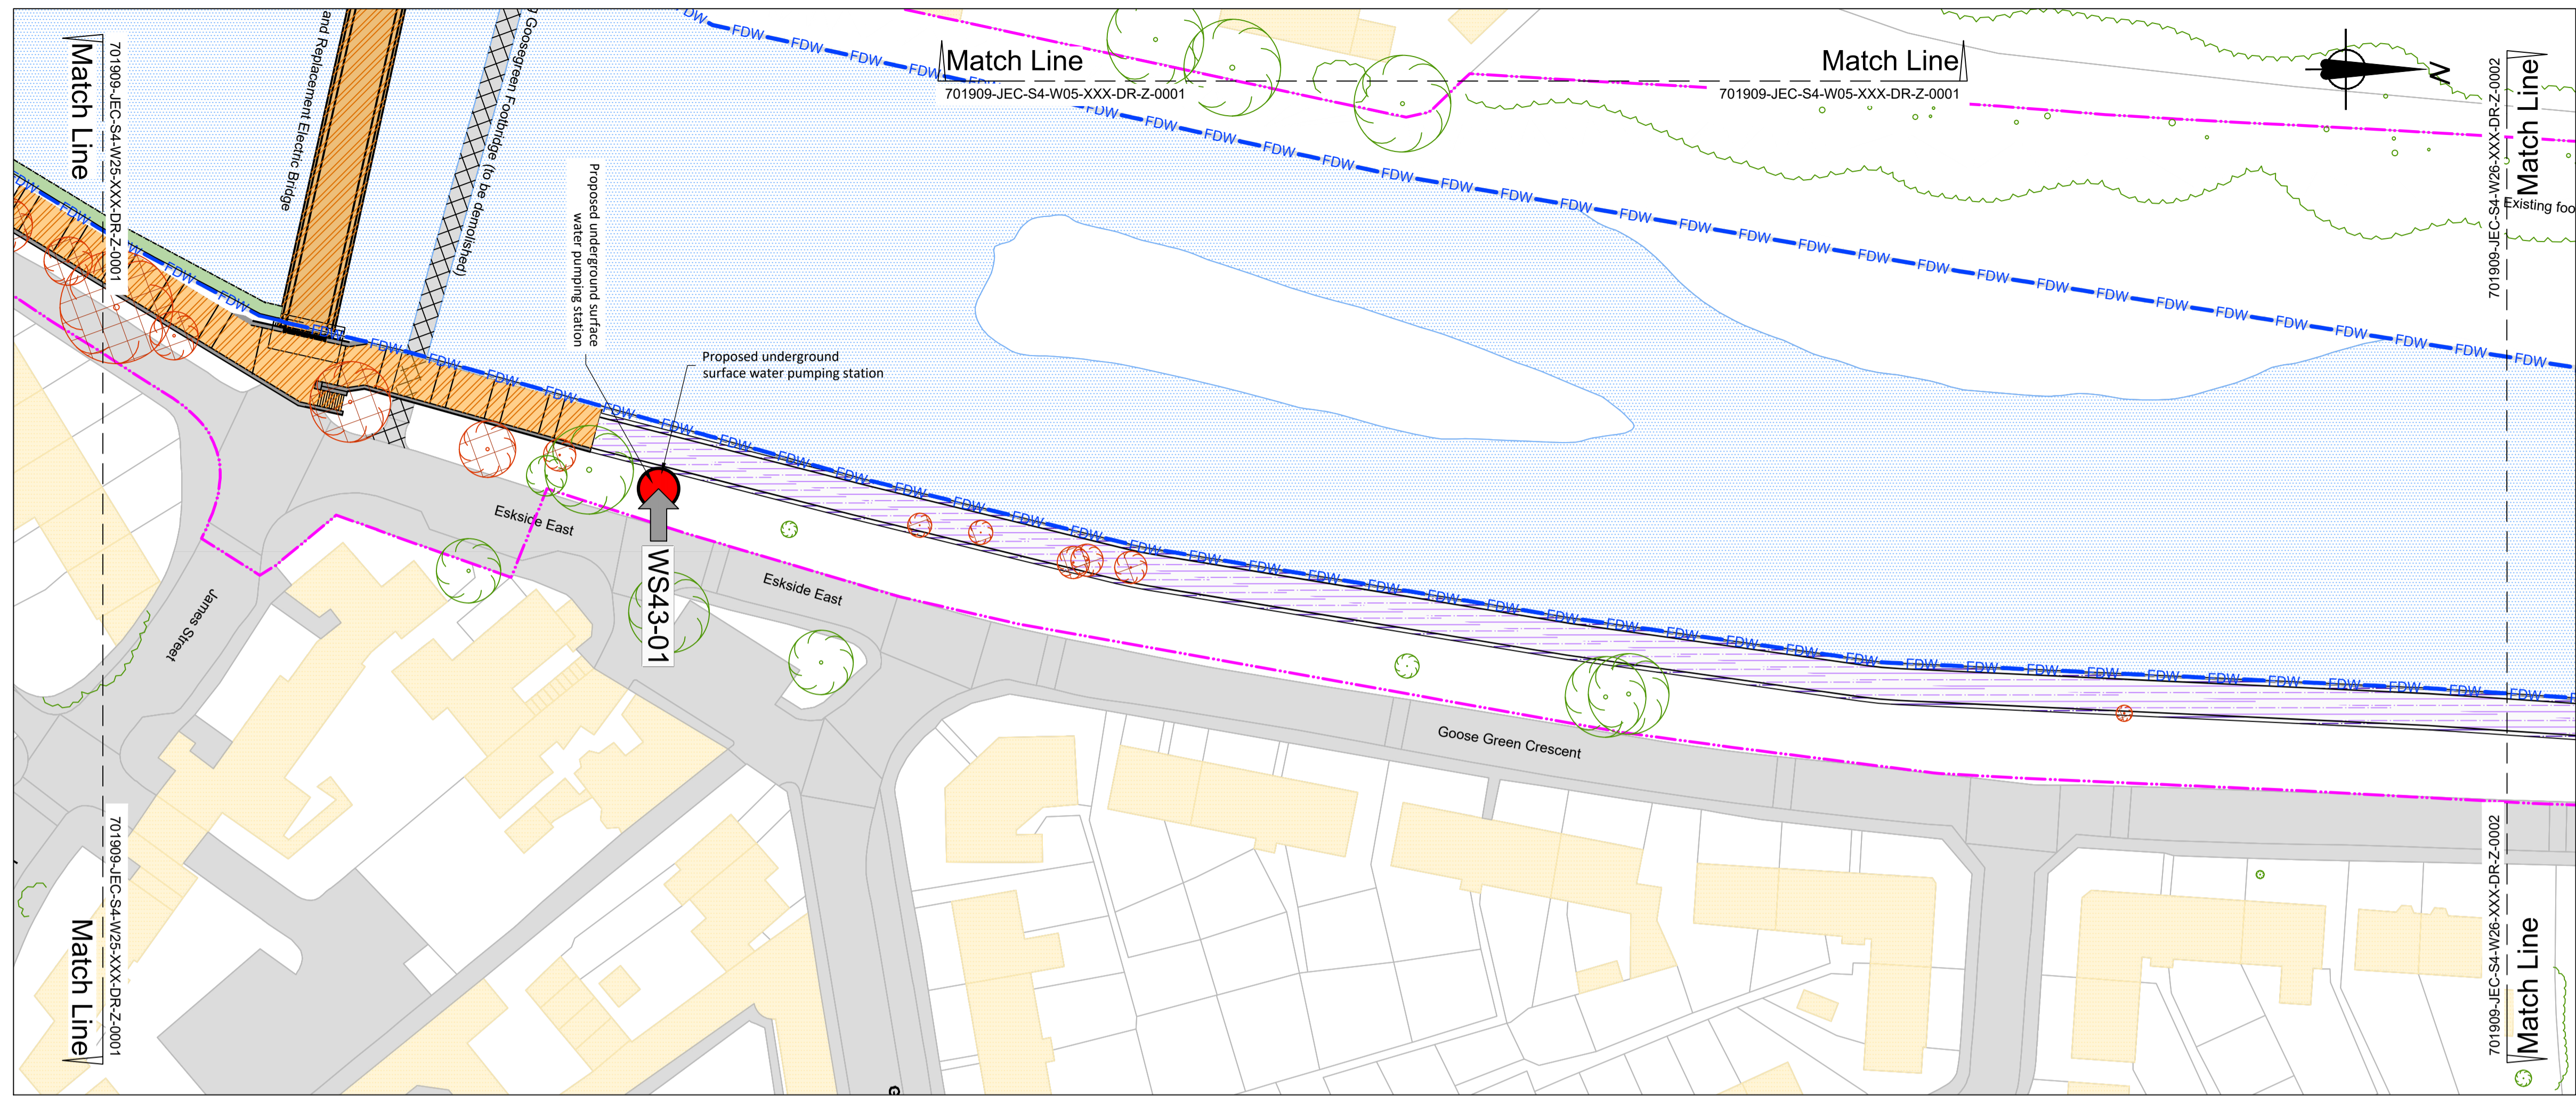 Match Line
701909-JEC-S4-W25-XXX-DR-Z-0001
and Replacement Electric Bridge
g Goosegreen Footbridge (to be demolished)
FDW
Match Line
701909-JEC-S4-W05-XXX-DR-Z-0001
Match Line
701909-JEC-S4-W05-XXX-DR-Z-0001
N
701909-JEC-S4-W26-XXX-DR-Z-0002
Match Line
Existing foo
Proposed underground surface
water pumping station
Proposed underground
surface water pumping station
Eskside East
WS43-01
Eskside East
James Street
Goose Green Crescent
Match Line
701909-JEC-S4-W25-XXX-DR-Z-0001
G
701909-JEC-S4-W26-XXX-DR-Z-0002
Match Line